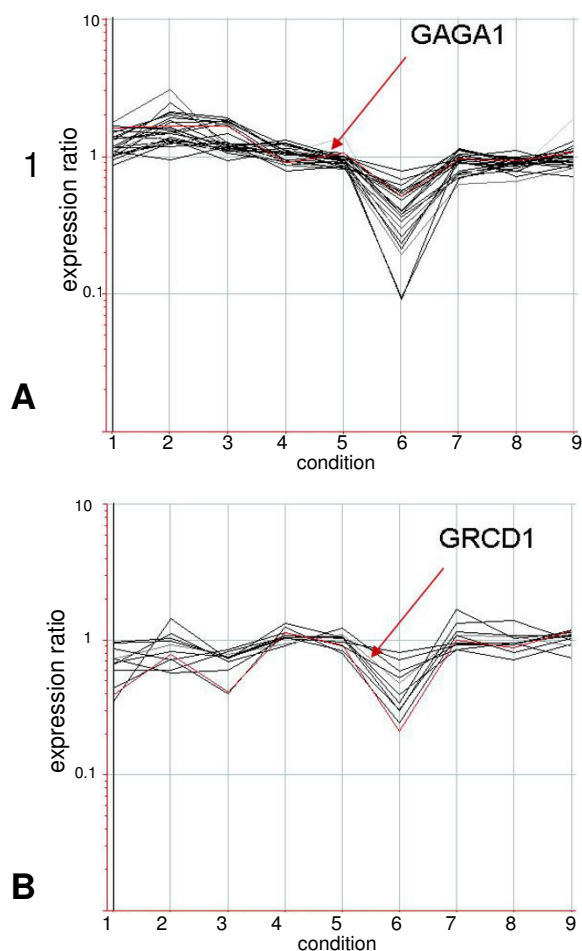 10
GAGA1
1
1
expression ratio
0.1
A
1 2 3 4 5 6 7 8 9
condition
10
GRCD1
1
expression ratio
0.1
B
1 2 3 4 5 6 7 8 9
condition